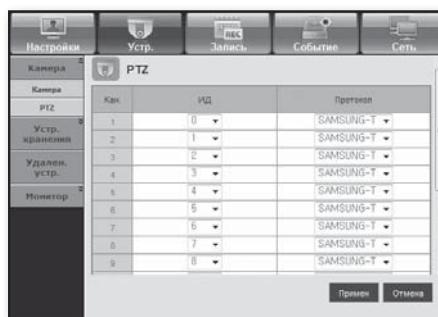 REC
Настройки Устр. Запись Событие Сеть
Камера
Камера
PTZ
Устр. хранения
Удален. устр.
Монитор
PTZ
Кан. ИД Протокол
1 0 SAMSUNG-T
2 1 SAMSUNG-T
3 2 SAMSUNG-T
4 3 SAMSUNG-T
5 4 SAMSUNG-T
6 5 SAMSUNG-T
7 6 SAMSUNG-T
8 7 SAMSUNG-T
9 8 SAMSUNG-T
Примен Отмена